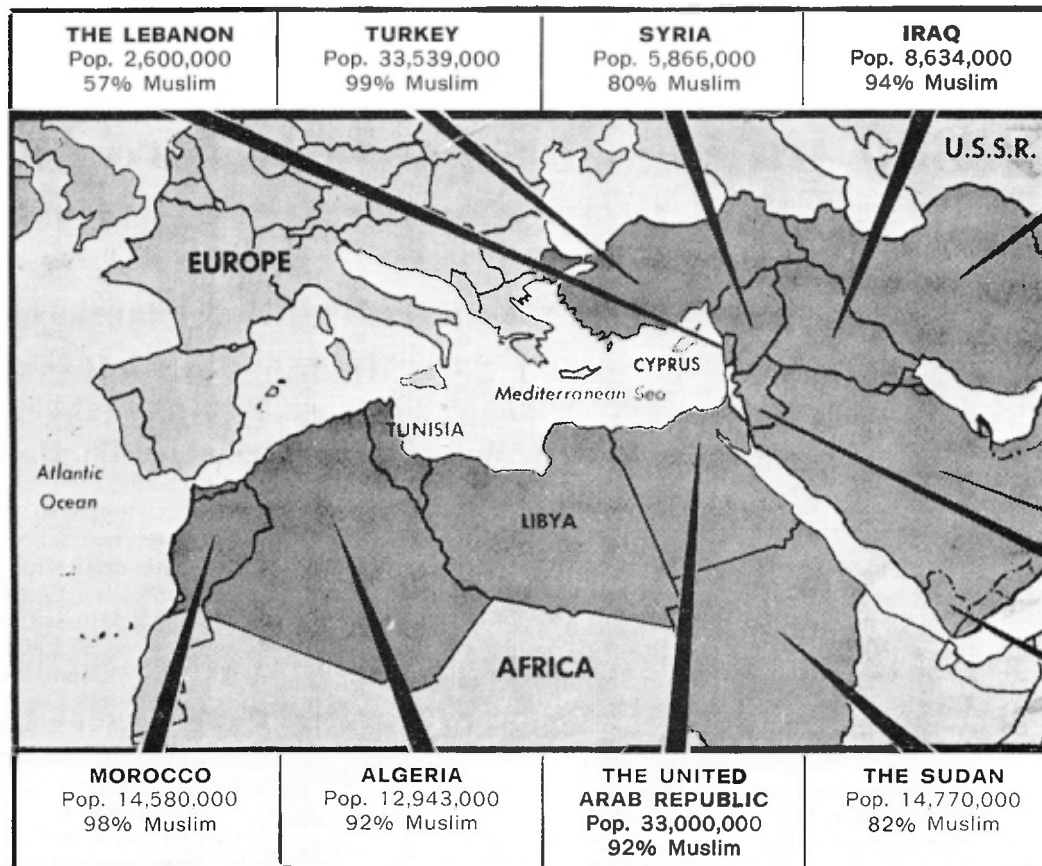 THE LEBANON
Pop. 2,600,000
57% Muslim
TURKEY
Pop. 33,539,000
99% Muslim
SYRIA
Pop. 5,866,000
80% Muslim
IRAQ
Pop. 8,634,000
94% Muslim
U.S.S.R.
EUROPE
CYPRUS
Mediterranean Sea
TUNISIA
Atlantic
Ocean
LIBYA
AFRICA
MOROCCO
Pop. 14,580,000
98% Muslim
ALGERIA
Pop. 12,943,000
92% Muslim
THE UNITED
ARAB REPUBLIC
Pop. 33,000,000
92% Muslim
THE SUDAN
Pop. 14,770,000
82% Muslim